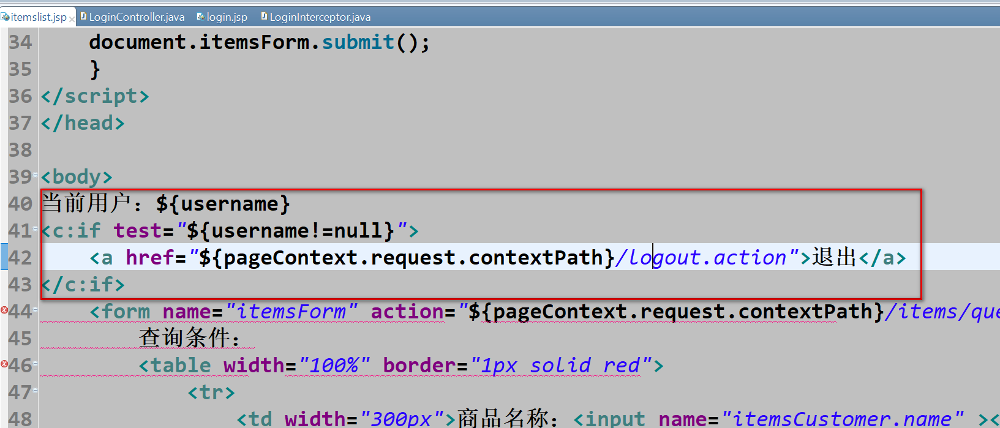 itemslist.jsp LoginController.java login.jsp LoginInterceptor.java
34 document.itemsForm.submit();
35 }
36 </script>
37 </head>
38
39 <body>
40 当前用户：${username}
41 <c:if test="${username!=null}">
42 <a href="${pageContext.request.contextPath}/logout.action">退出</a>
43 </c:if>
44 <form name="itemsForm" action="${pageContext.request.contextPath}/items/que
45 查询条件：
46 <table width="100%" border="1px solid red">
47 <tr>
48 <td width="300px">商品名称：<input name="itemsCustomer.name" ><